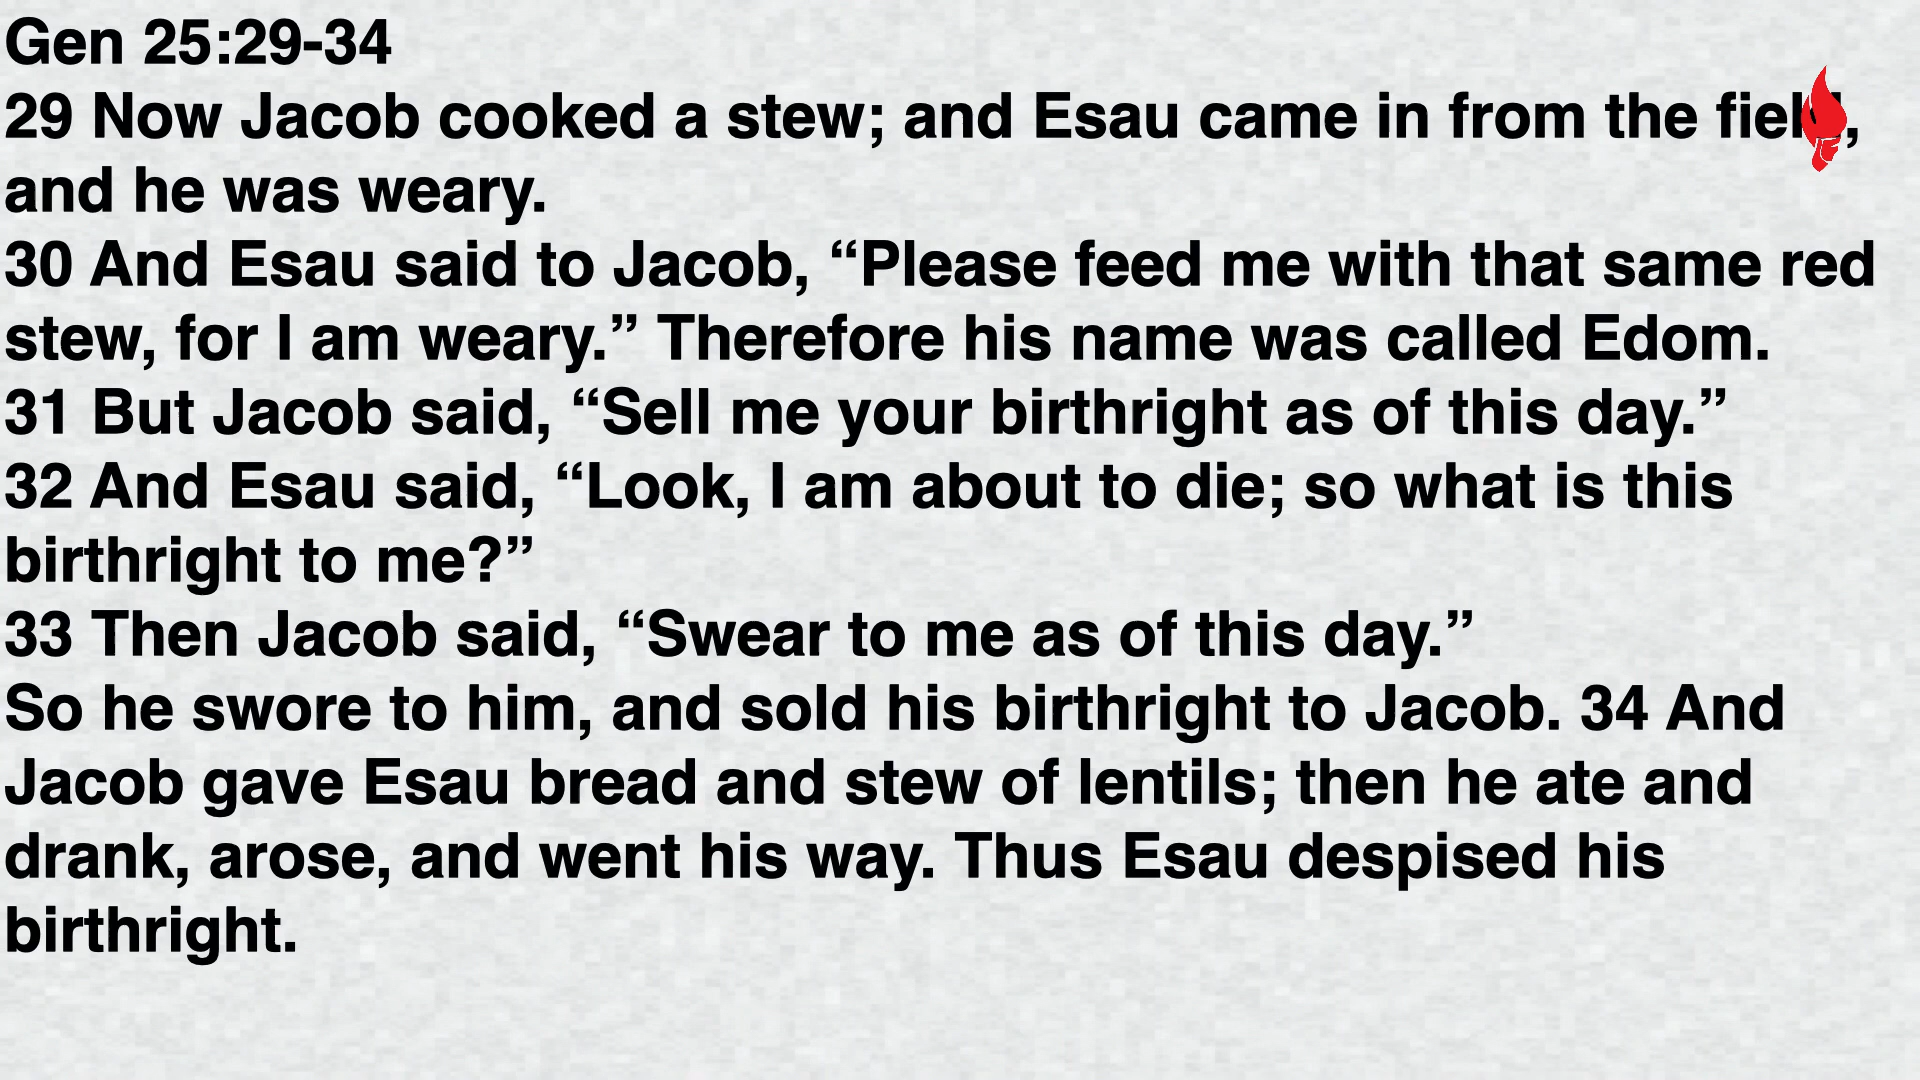 Gen 25:29-34
29 Now Jacob cooked a stew; and Esau came in from the field,
and he was weary.
30 And Esau said to Jacob, “Please feed me with that same red
stew, for I am weary.” Therefore his name was called Edom.
31 But Jacob said, “Sell me your birthright as of this day.”
32 And Esau said, “Look, I am about to die; so what is this
birthright to me?”
33 Then Jacob said, “Swear to me as of this day.”
So he swore to him, and sold his birthright to Jacob. 34 And
Jacob gave Esau bread and stew of lentils; then he ate and
drank, arose, and went his way. Thus Esau despised his
birthright.